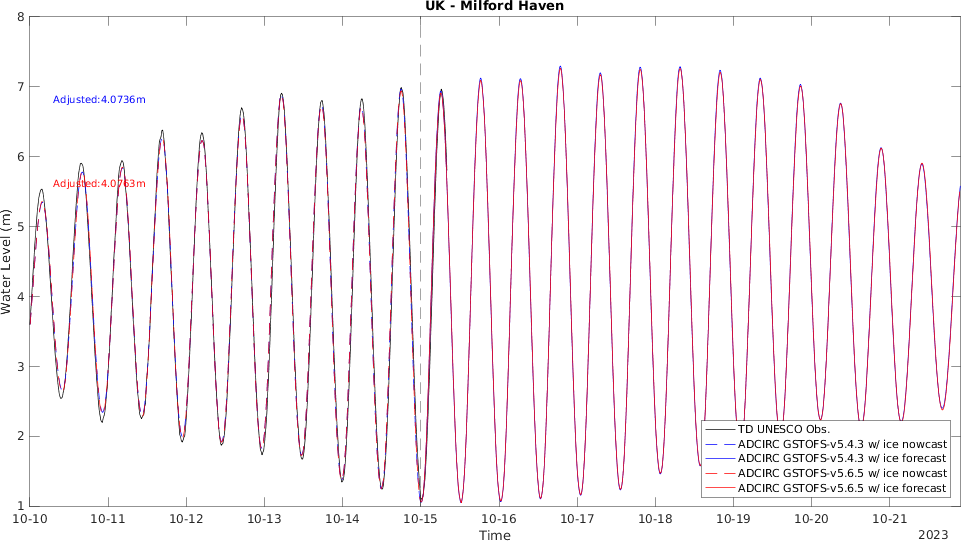 UK - Milford Haven
8
7
6
5
4
3
2
1
Water Level (m)
Adjusted:4.0736m
Adjusted:4.0763m
TD UNESCO Obs.
ADCIRC GSTOFS-v5.4.3 w/ ice nowcast
ADCIRC GSTOFS-v5.4.3 w/ ice forecast
ADCIRC GSTOFS-v5.6.5 w/ ice nowcast
ADCIRC GSTOFS-v5.6.5 w/ ice forecast
10-10 10-11 10-12 10-13 10-14 10-15 10-16 10-17 10-18 10-19 10-20 10-21
Time
2023